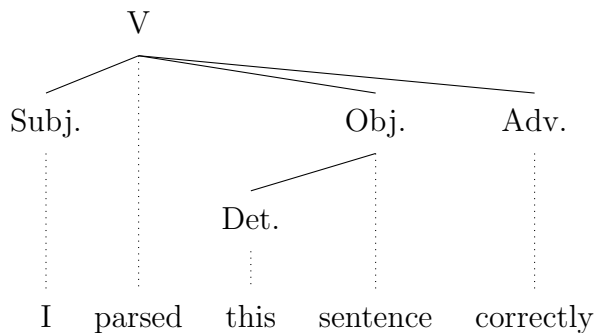 V
Subj. Obj. Adv.
Det.
I parsed this sentence correctly